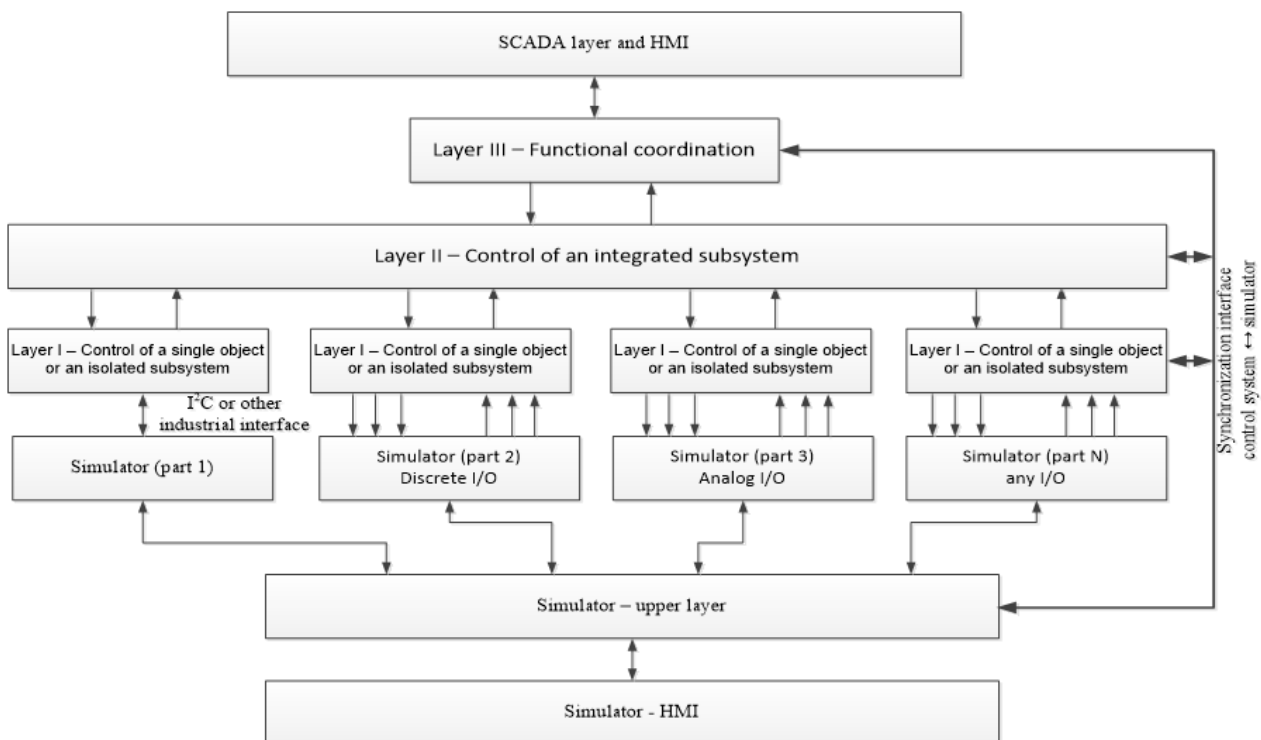 SCADA layer and HMI
Layer III – Functional coordination
Layer II – Control of an integrated subsystem
Layer I – Control of a single object
or an isolated subsystem
Layer I – Control of a single object
or an isolated subsystem
Layer I – Control of a single object
or an isolated subsystem
Layer I – Control of a single object
or an isolated subsystem
I²C or other
industrial interface
Simulator (part 1)
Simulator (part 2)
Discrete I/O
Simulator (part 3)
Analog I/O
Simulator (part N)
any I/O
Simulator – upper layer
Simulator - HMI
Synchronization interface
control system ↔ simulator